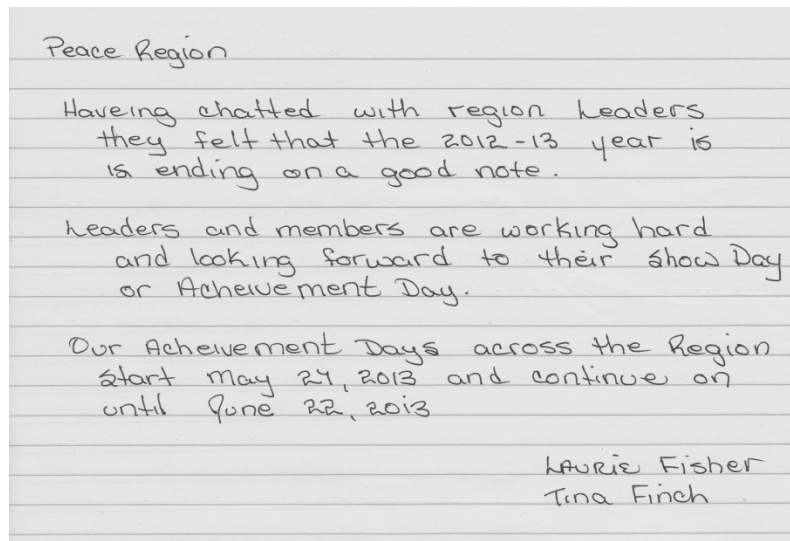 Peace Region
Haveing chatted with region Leaders
they felt that the 2012-13 year is
is ending on a good note.
Leaders and members are working hard
and looking forward to their Show Day
or Acheivement Day.
Our Acheivement Days across the Region
start May 24, 2013 and continue on
until June 22, 2013
Laurie Fisher
Tina Finch